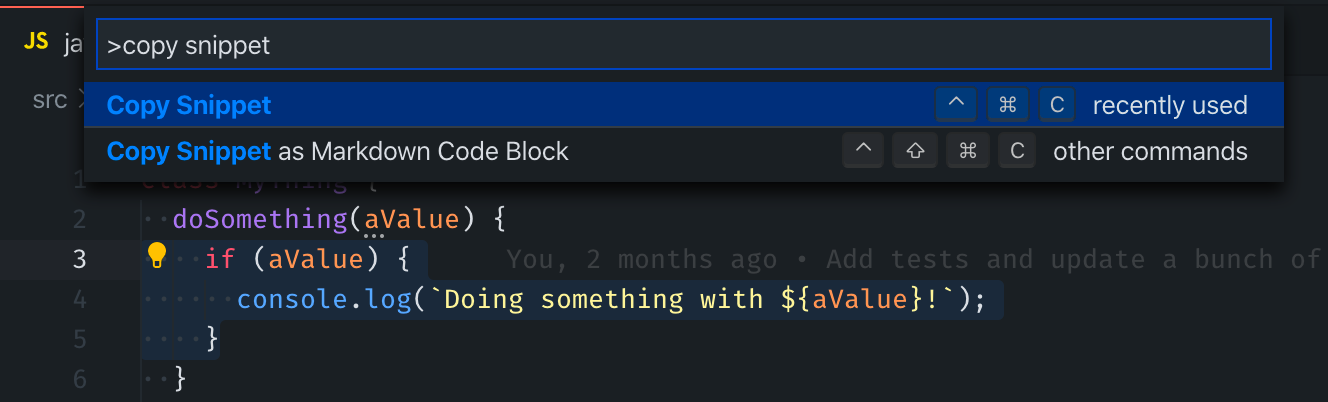 JS ja
>copy snippet
src >
Copy Snippet ^ ⌘ C recently used
Copy Snippet as Markdown Code Block ^ ⇧ ⌘ C other commands
1 class MyThing {
2 doSomething(aValue) {
3 if (aValue) { You, 2 months ago • Add tests and update a bunch of
4 console.log(`Doing something with ${aValue}!`);
5 }
6 }